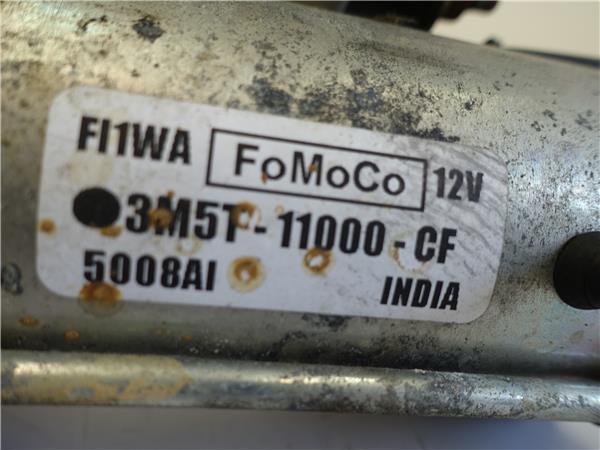 FI1WA FoMoCo 12V
3M5T-11000-CF
5008AI INDIA